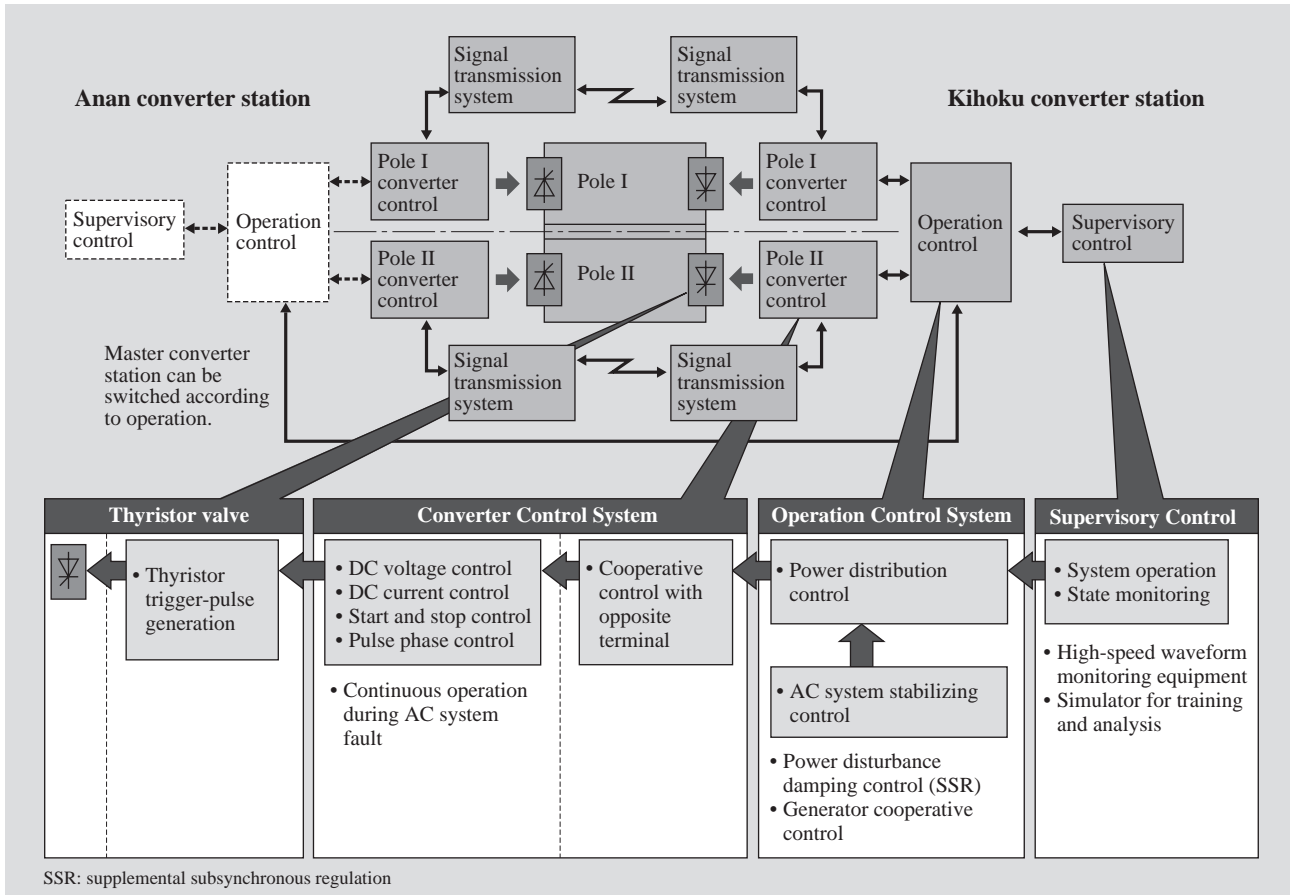 Signal
transmission
system
Signal
transmission
system
Anan converter station
Kihoku converter station
Pole I
converter
control
Pole I
Pole I
converter
control
Supervisory
control
Operation
control
Operation
control
Supervisory
control
Pole II
converter
control
Pole II
Pole II
converter
control
Master converter
station can be
switched according
to operation.
Signal
transmission
system
Signal
transmission
system
Thyristor valve
• Thyristor
trigger-pulse
generation
Converter Control System
• DC voltage control
• DC current control
• Start and stop control
• Pulse phase control
• Continuous operation
during AC system
fault
• Cooperative
control with
opposite
terminal
Operation Control System
• Power distribution
control
• AC system stabilizing
control
• Power disturbance
damping control (SSR)
• Generator cooperative
control
Supervisory Control
• System operation
• State monitoring
• High-speed waveform
monitoring equipment
• Simulator for training
and analysis
SSR: supplemental subsynchronous regulation